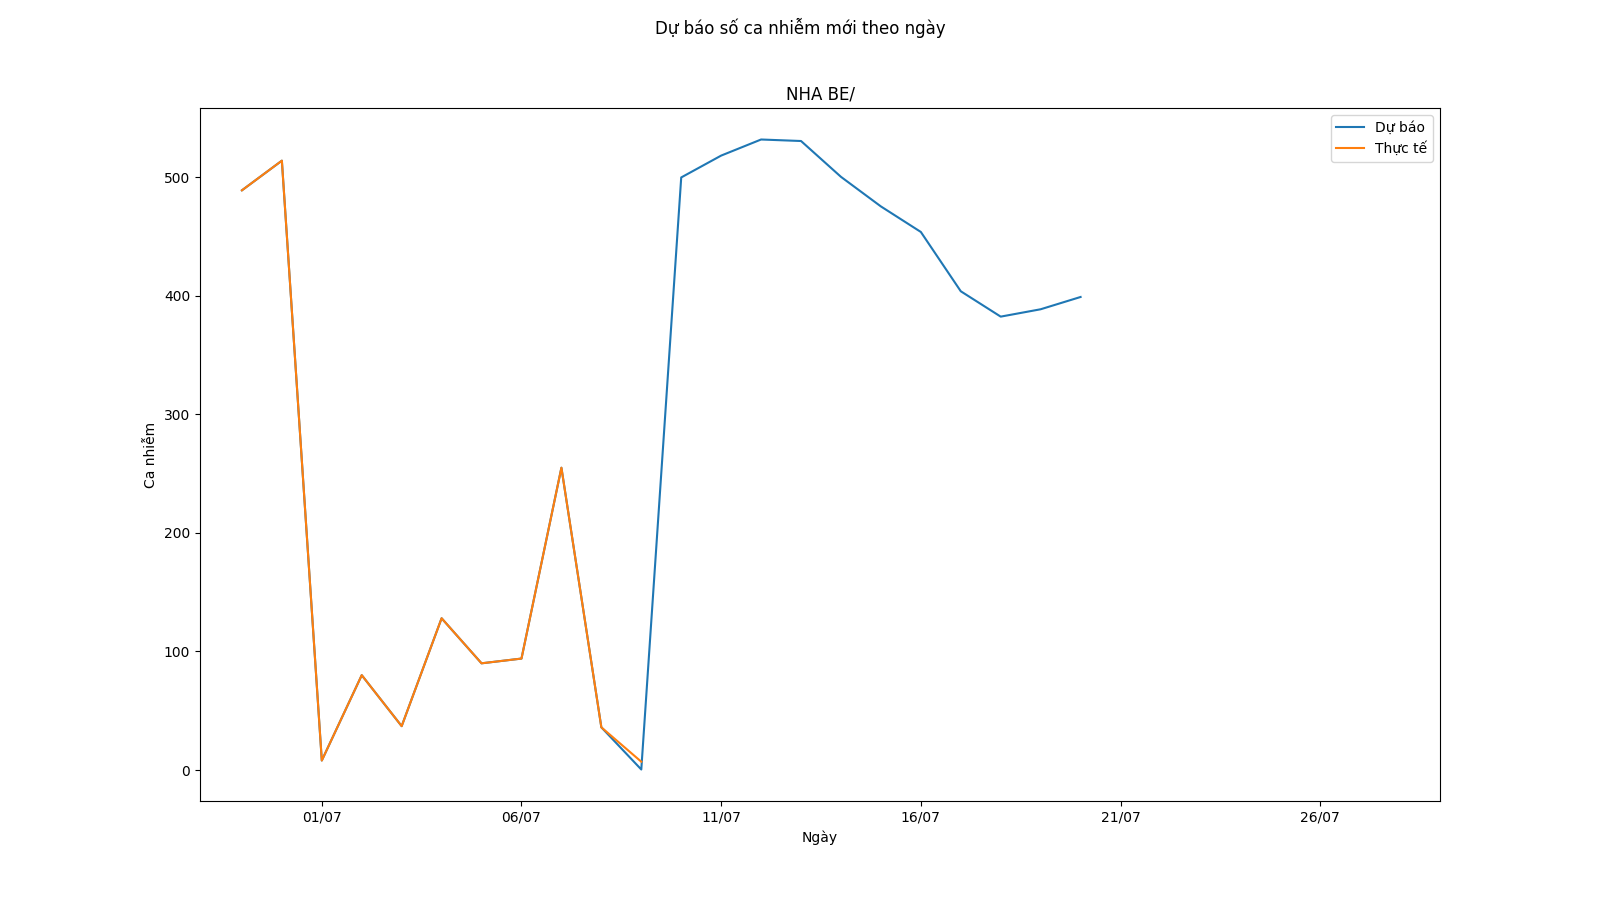 Dự báo số ca nhiễm mới theo ngày
NHA BE/
Dự báo
Thực tế
500
400
300
200
100
0
Ca nhiễm
01/07 06/07 11/07 16/07 21/07 26/07
Ngày